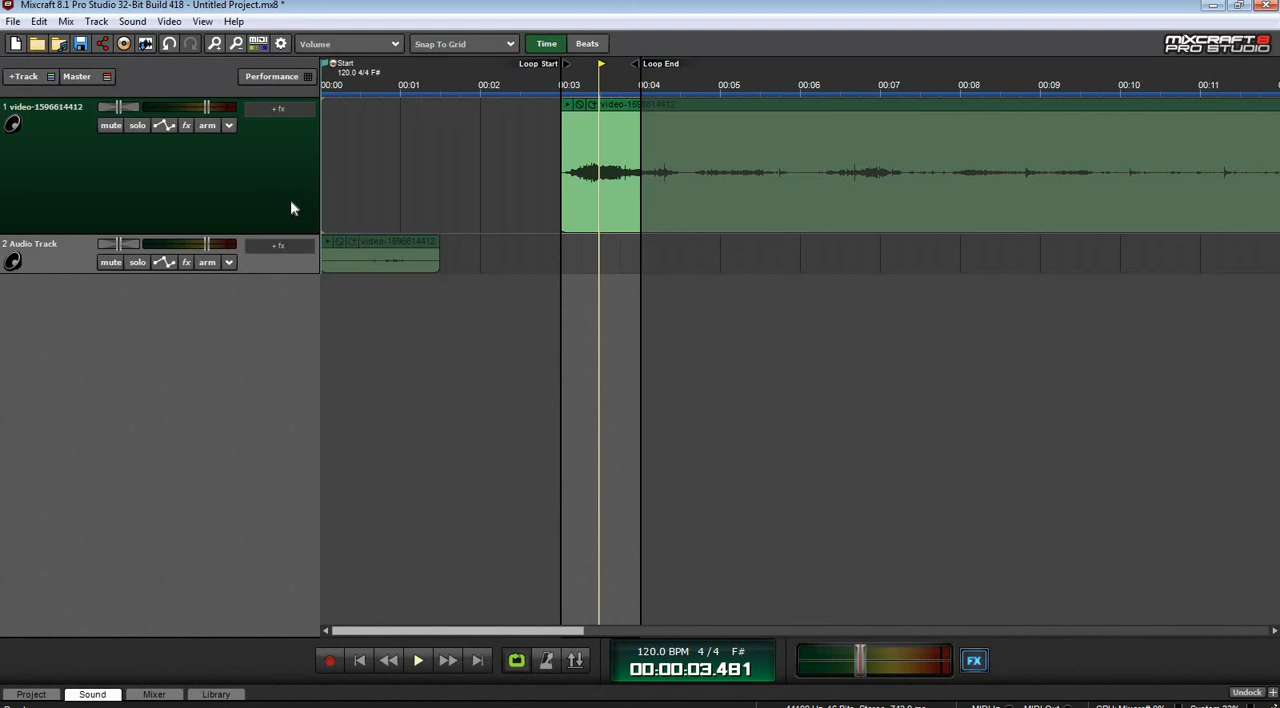 Mixcraft 8.1 Pro Studio 32-Bit Build 418 - Untitled Project.mx8 *
File Edit Mix Track Sound Video View Help
Volume Snap To Grid Time Beats MIXCRAFT 8 PRO STUDIO
+Track Master Performance
Start
120.0 4/4 F#
Loop Start Loop End
00:00 00:01 00:02 00:03 00:04 00:05 00:06 00:07 00:08 00:09 00:10 00:11
1 video-1596614412 + fx video-1596614412
mute solo fx arm
2 Audio Track + fx video-1596614412
mute solo fx arm
120.0 BPM 4 / 4 F#
00:00:03.481
FX
Project Sound Mixer Library Undock